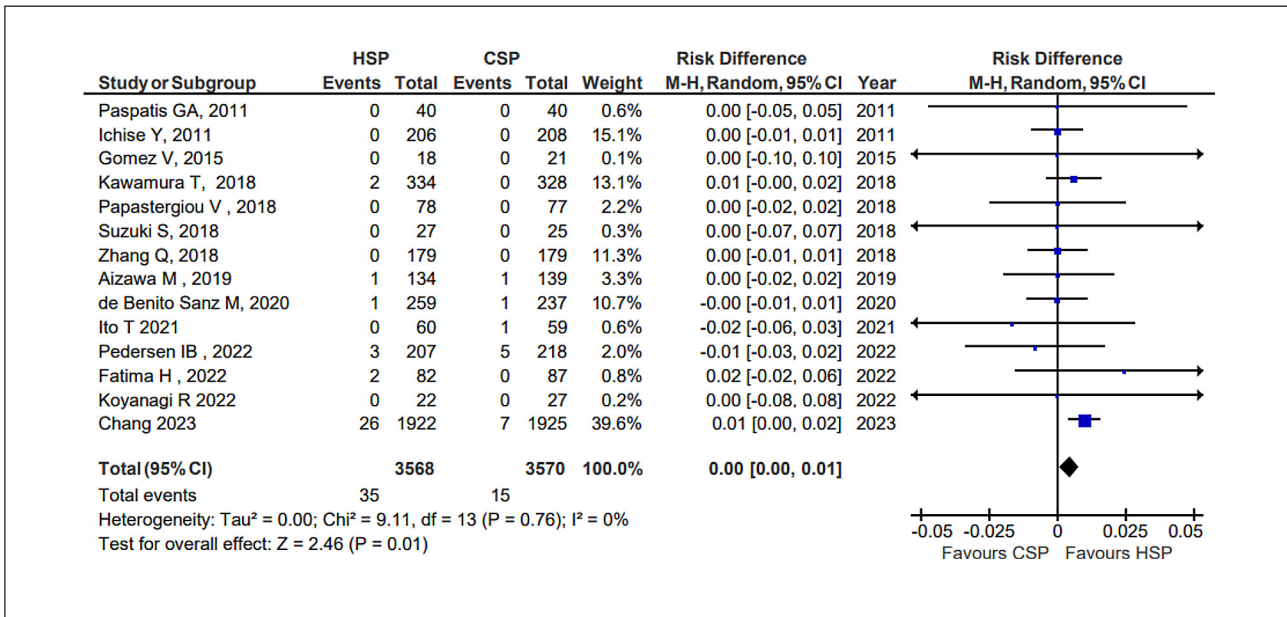 HSP CSP Risk Difference Risk Difference
Study or Subgroup Events Total Events Total Weight M-H, Random, 95% CI Year M-H, Random, 95% CI
Paspatis GA, 2011 0 40 0 40 0.6% 0.00 [-0.05, 0.05] 2011
Ichise Y, 2011 0 206 0 208 15.1% 0.00 [-0.01, 0.01] 2011
Gomez V, 2015 0 18 0 21 0.1% 0.00 [-0.10, 0.10] 2015
Kawamura T, 2018 2 334 0 328 13.1% 0.01 [-0.00, 0.02] 2018
Papastergiou V , 2018 0 78 0 77 2.2% 0.00 [-0.02, 0.02] 2018
Suzuki S, 2018 0 27 0 25 0.3% 0.00 [-0.07, 0.07] 2018
Zhang Q, 2018 0 179 0 179 11.3% 0.00 [-0.01, 0.01] 2018
Aizawa M , 2019 1 134 1 139 3.3% 0.00 [-0.02, 0.02] 2019
de Benito Sanz M, 2020 1 259 1 237 10.7% -0.00 [-0.01, 0.01] 2020
Ito T 2021 0 60 1 59 0.6% -0.02 [-0.06, 0.03] 2021
Pedersen IB , 2022 3 207 5 218 2.0% -0.01 [-0.03, 0.02] 2022
Fatima H , 2022 2 82 0 87 0.8% 0.02 [-0.02, 0.06] 2022
Koyanagi R 2022 0 22 0 27 0.2% 0.00 [-0.08, 0.08] 2022
Chang 2023 26 1922 7 1925 39.6% 0.01 [0.00, 0.02] 2023
Total (95% CI) 3568 3570 100.0% 0.00 [0.00, 0.01]
Total events 35 15
Heterogeneity: Tau² = 0.00; Chi² = 9.11, df = 13 (P = 0.76); I² = 0%
Test for overall effect: Z = 2.46 (P = 0.01)
-0.05 -0.025 0 0.025 0.05
Favours CSP Favours HSP